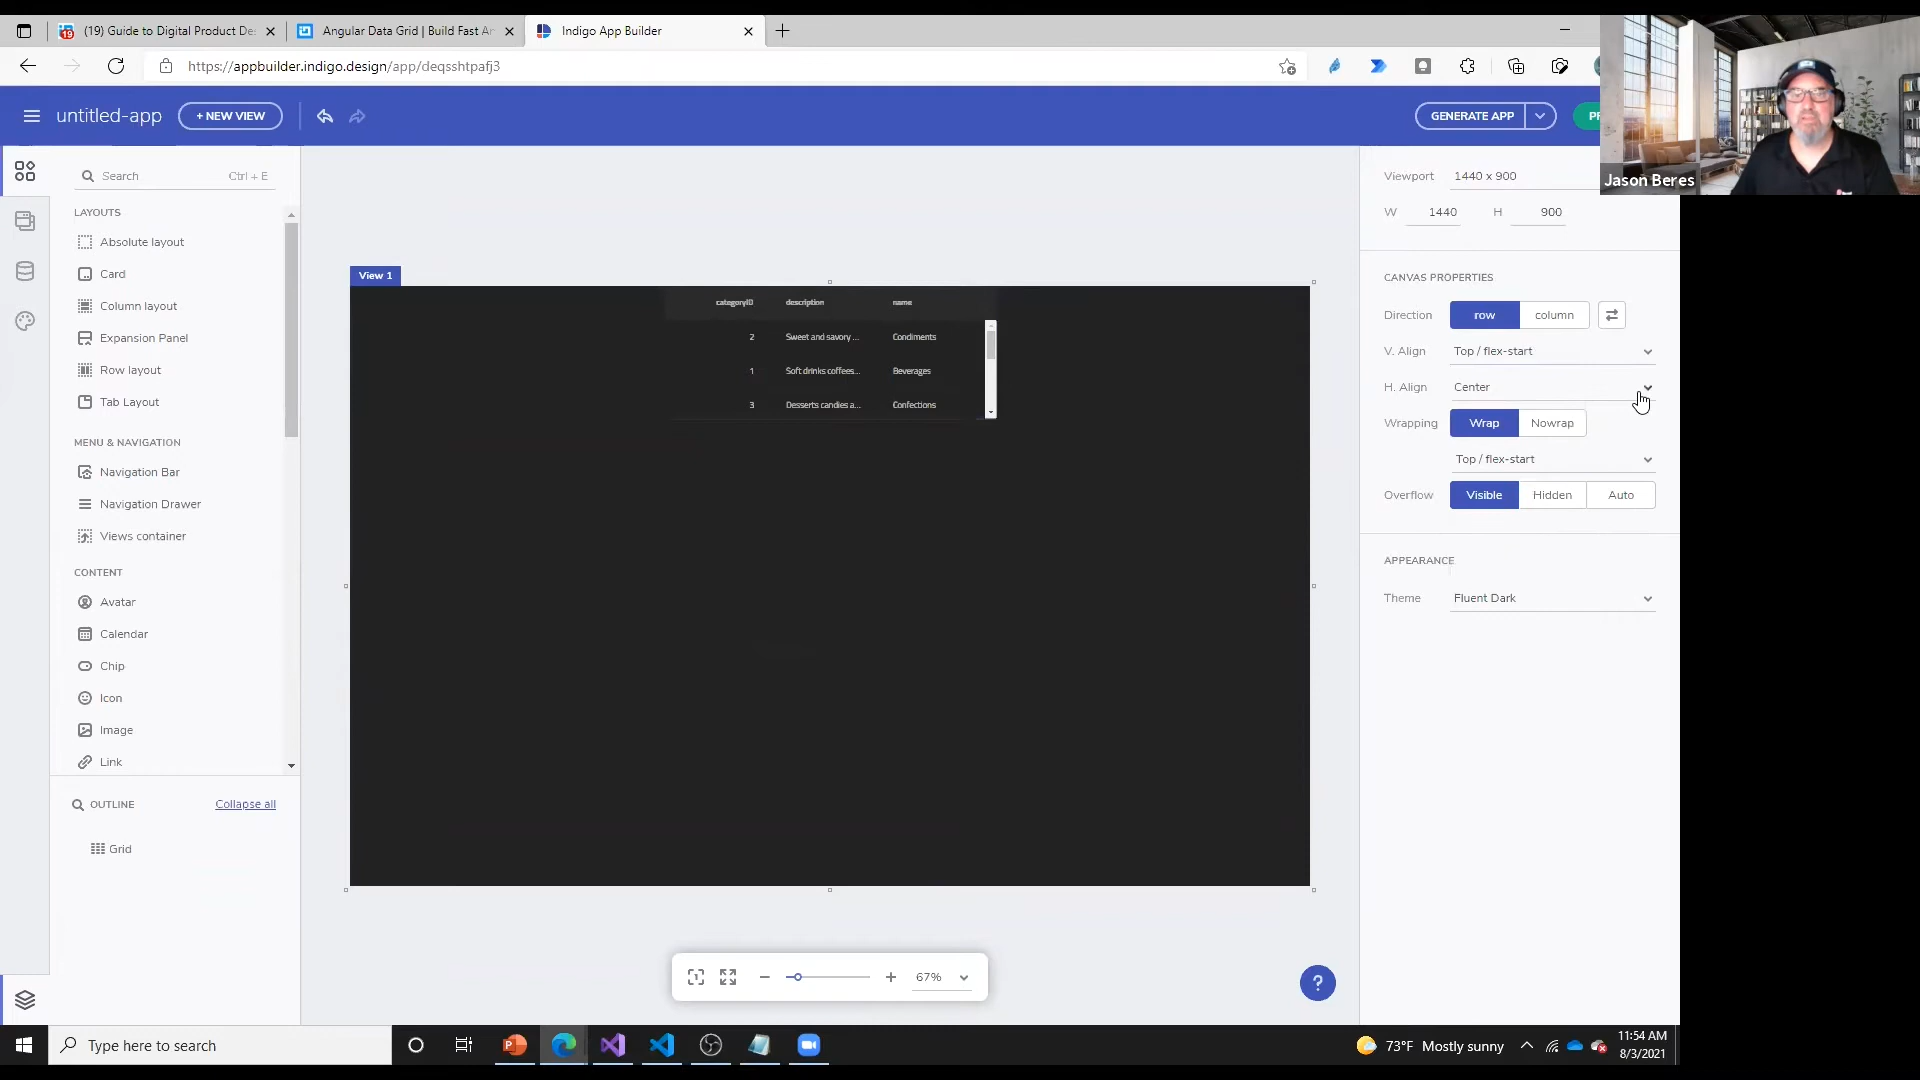 (19) Guide to Digital Product De
Angular Data Grid | Build Fast An
Indigo App Builder
https://appbuilder.indigo.design/app/deqsshtpafj3
untitled-app
+ NEW VIEW
GENERATE APP
Jason Beres
Search
Ctrl + E
LAYOUTS
Absolute layout
Card
Column layout
Expansion Panel
Row layout
Tab Layout
MENU & NAVIGATION
Navigation Bar
Navigation Drawer
Views container
CONTENT
Avatar
Calendar
Chip
Icon
Image
Link
OUTLINE
Collapse all
Grid
View 1
categoryID description name
2 Sweet and savory ... Condiments
1 Soft drinks coffees... Beverages
3 Desserts candies a... Confections
67%
?
Viewport 1440 x 900
W 1440 H 900
CANVAS PROPERTIES
Direction row column
V. Align Top / flex-start
H. Align Center
Wrapping Wrap Nowrap
Top / flex-start
Overflow Visible Hidden Auto
APPEARANCE
Theme Fluent Dark
Type here to search
73°F Mostly sunny
11:54 AM
8/3/2021